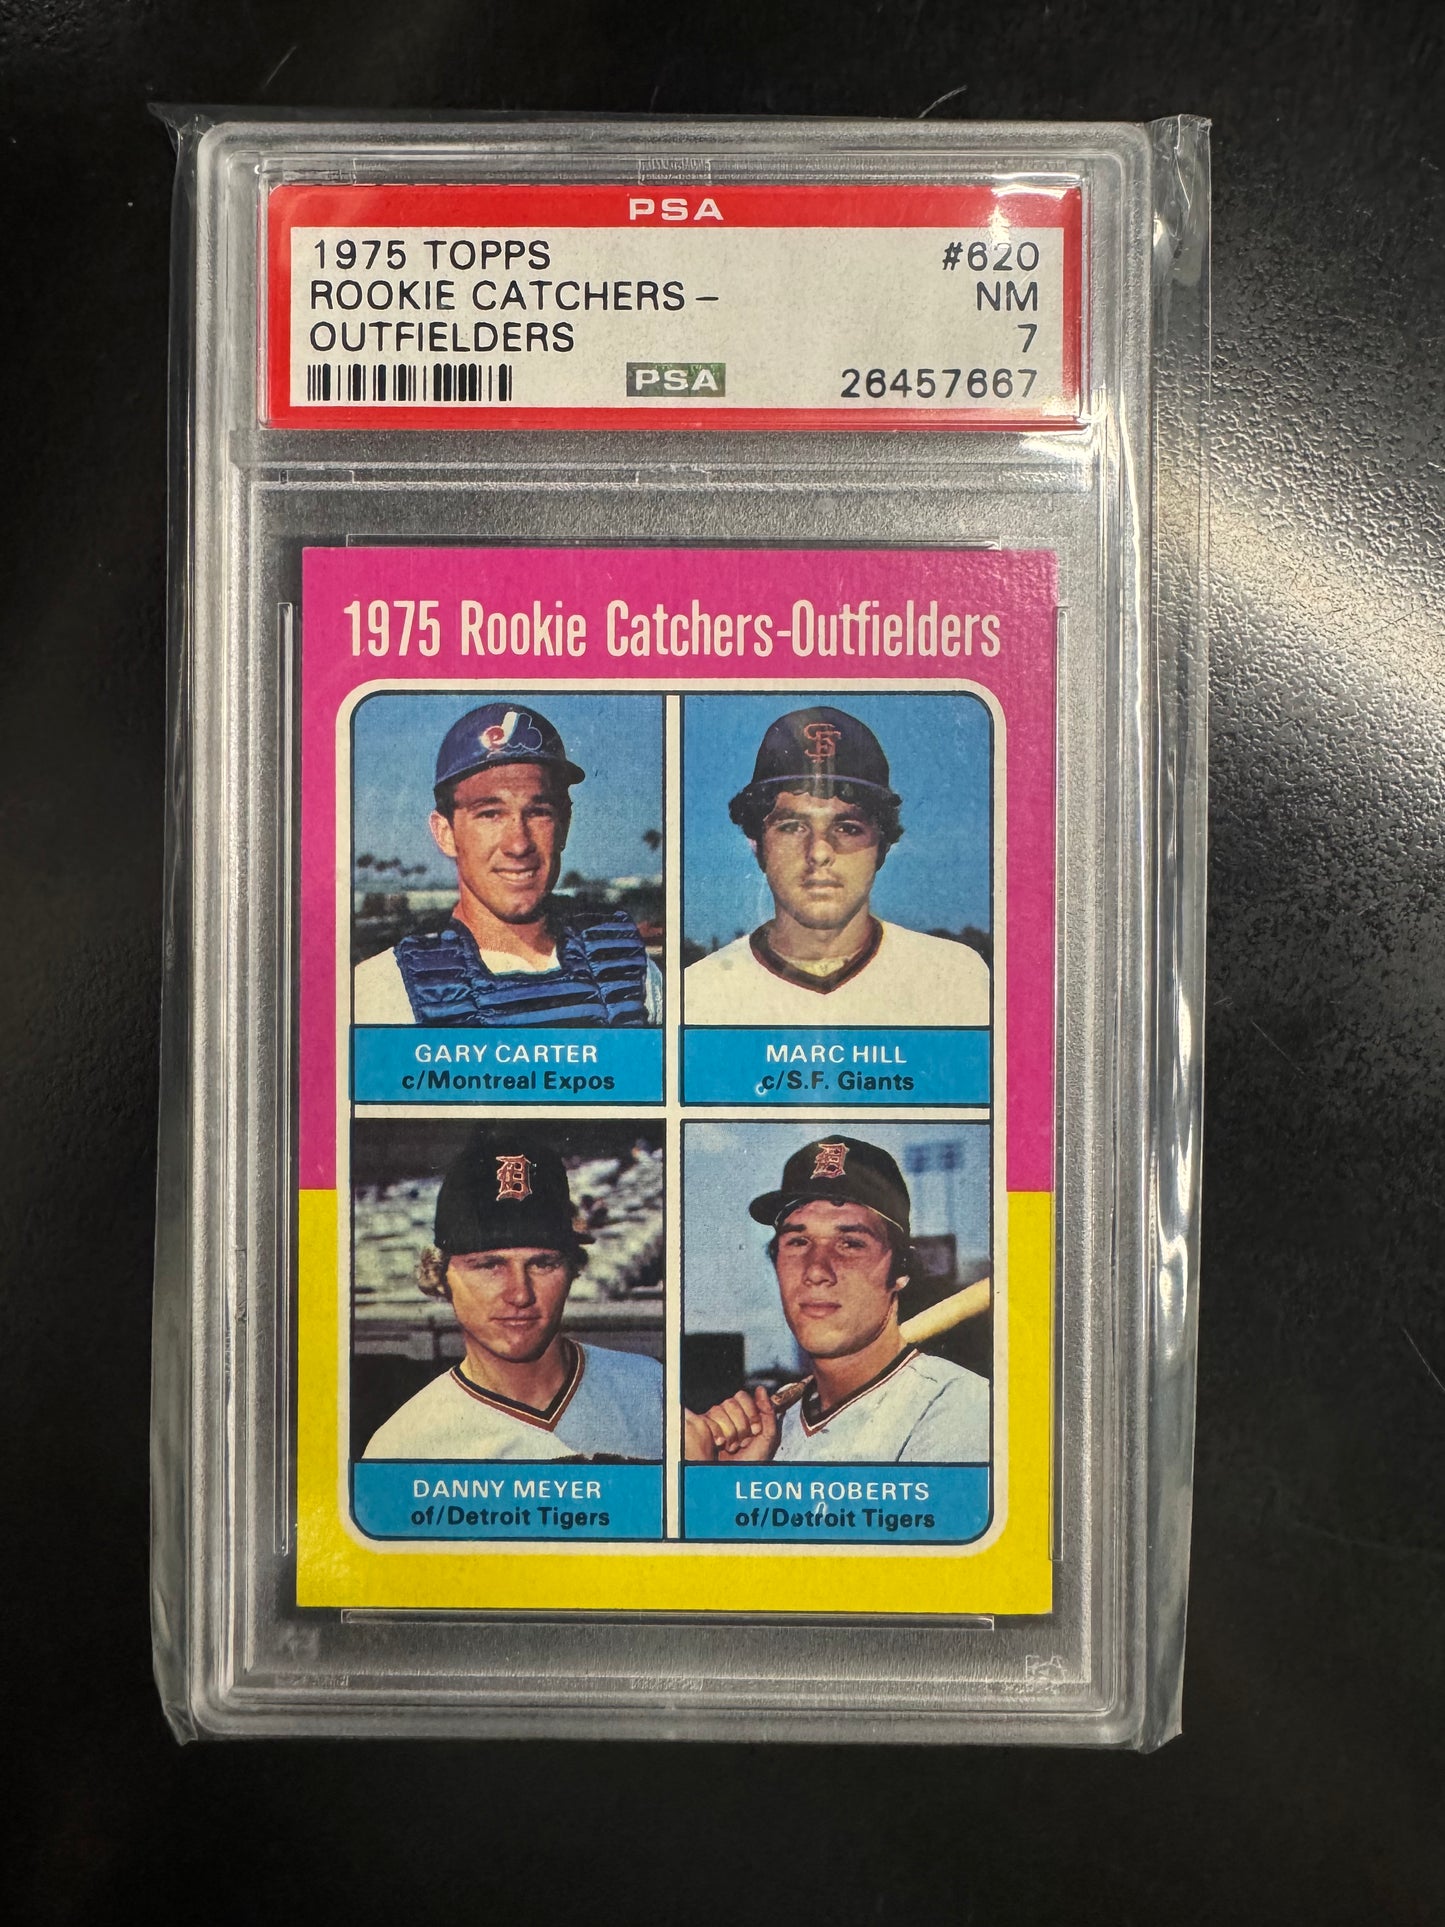 PSA
1975 TOPPS #620
ROOKIE CATCHERS- NM
OUTFIELDERS 7
PSA 26457667
1975 Rookie Catchers-Outfielders
GARY CARTER
c/Montreal Expos
MARC HILL
c/S.F. Giants
DANNY MEYER
of/Detroit Tigers
LEON ROBERTS
of/Detroit Tigers